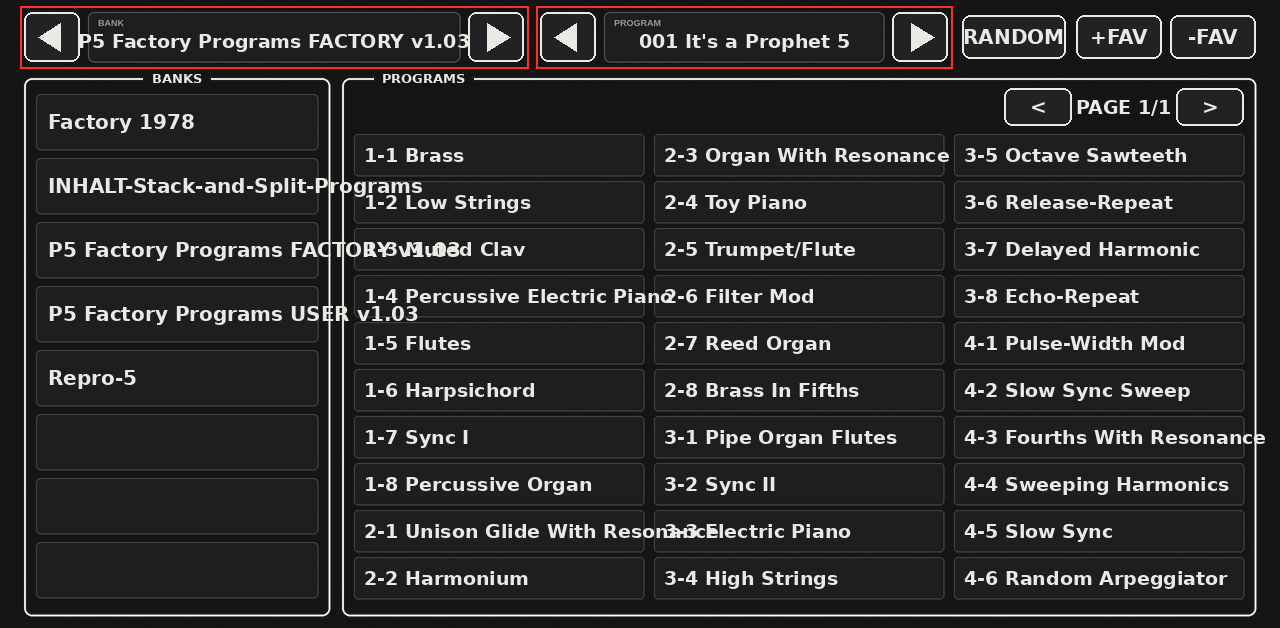 BANK
P5 Factory Programs FACTORY v1.03
PROGRAM
001 It's a Prophet 5
RANDOM
+FAV
-FAV
BANKS
Factory 1978
INHALT-Stack-and-Split-Programs
P5 Factory Programs FACTORY v1.03
P5 Factory Programs USER v1.03
Repro-5
PROGRAMS
<
PAGE 1/1
>
1-1 Brass
1-2 Low Strings
1-3 Muted Clav
1-4 Percussive Electric Piano
1-5 Flutes
1-6 Harpsichord
1-7 Sync I
1-8 Percussive Organ
2-1 Unison Glide With Resonance
2-2 Harmonium
2-3 Organ With Resonance
2-4 Toy Piano
2-5 Trumpet/Flute
2-6 Filter Mod
2-7 Reed Organ
2-8 Brass In Fifths
3-1 Pipe Organ Flutes
3-2 Sync II
3-3 Electric Piano
3-4 High Strings
3-5 Octave Sawteeth
3-6 Release-Repeat
3-7 Delayed Harmonic
3-8 Echo-Repeat
4-1 Pulse-Width Mod
4-2 Slow Sync Sweep
4-3 Fourths With Resonance
4-4 Sweeping Harmonics
4-5 Slow Sync
4-6 Random Arpeggiator